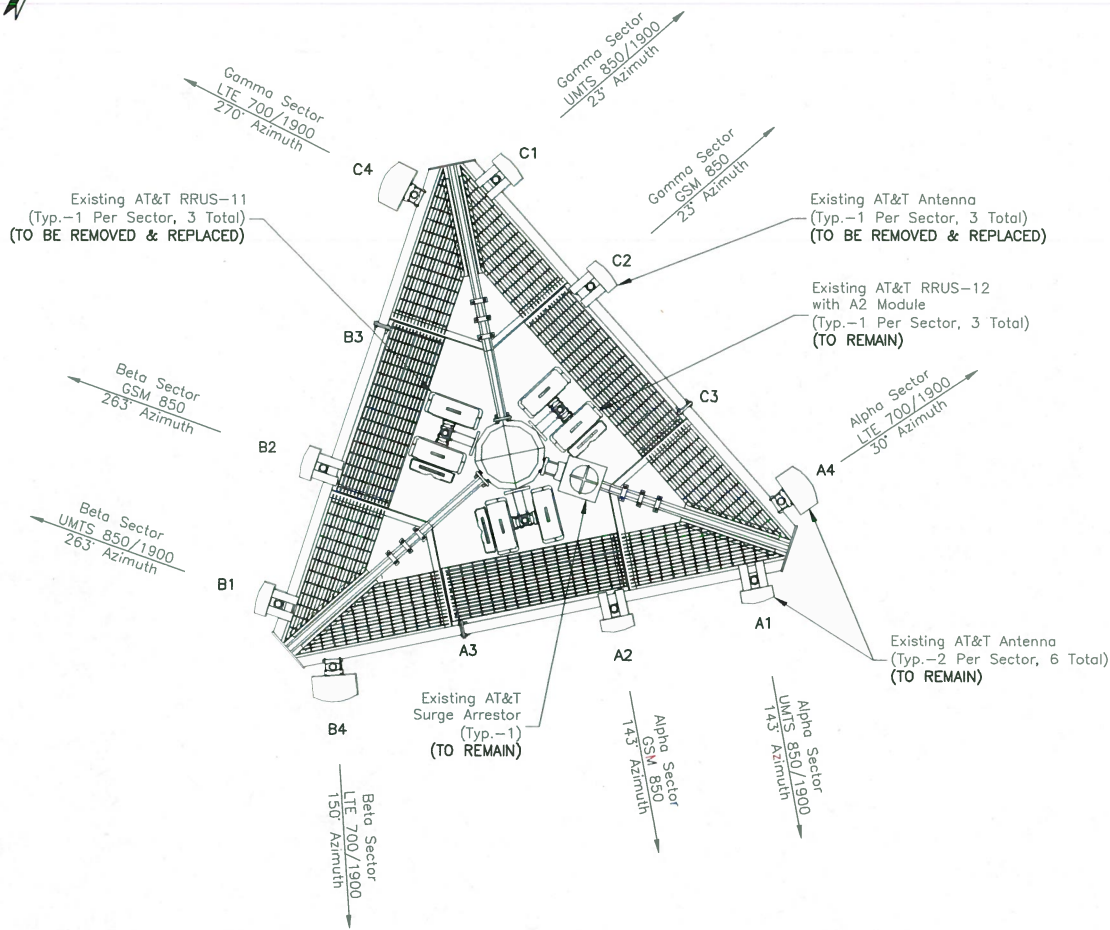 Gamma Sector
UMTS 850/1900
23° Azimuth
Gamma Sector
LTE 700/1900
270° Azimuth
C4
C1
Gamma Sector
GSM 850
23° Azimuth
Existing AT&T RRUS-11
(Typ.-1 Per Sector, 3 Total)
(TO BE REMOVED & REPLACED)
Existing AT&T Antenna
(Typ.-1 Per Sector, 3 Total)
(TO BE REMOVED & REPLACED)
C2
Existing AT&T RRUS-12
with A2 Module
(Typ.-1 Per Sector, 3 Total)
(TO REMAIN)
B3
Beta Sector
GSM 850
263° Azimuth
C3
Alpha Sector
LTE 700/1900
30° Azimuth
B2
A4
Beta Sector
UMTS 850/1900
263° Azimuth
B1
A1
A3
A2
Existing AT&T Antenna
(Typ.-2 Per Sector, 6 Total)
(TO REMAIN)
Existing AT&T
Surge Arrestor
(Typ.-1)
(TO REMAIN)
B4
Alpha Sector
GSM 850
143° Azimuth
Alpha Sector
UMTS 850/1900
143° Azimuth
Beta Sector
LTE 700/1900
150° Azimuth